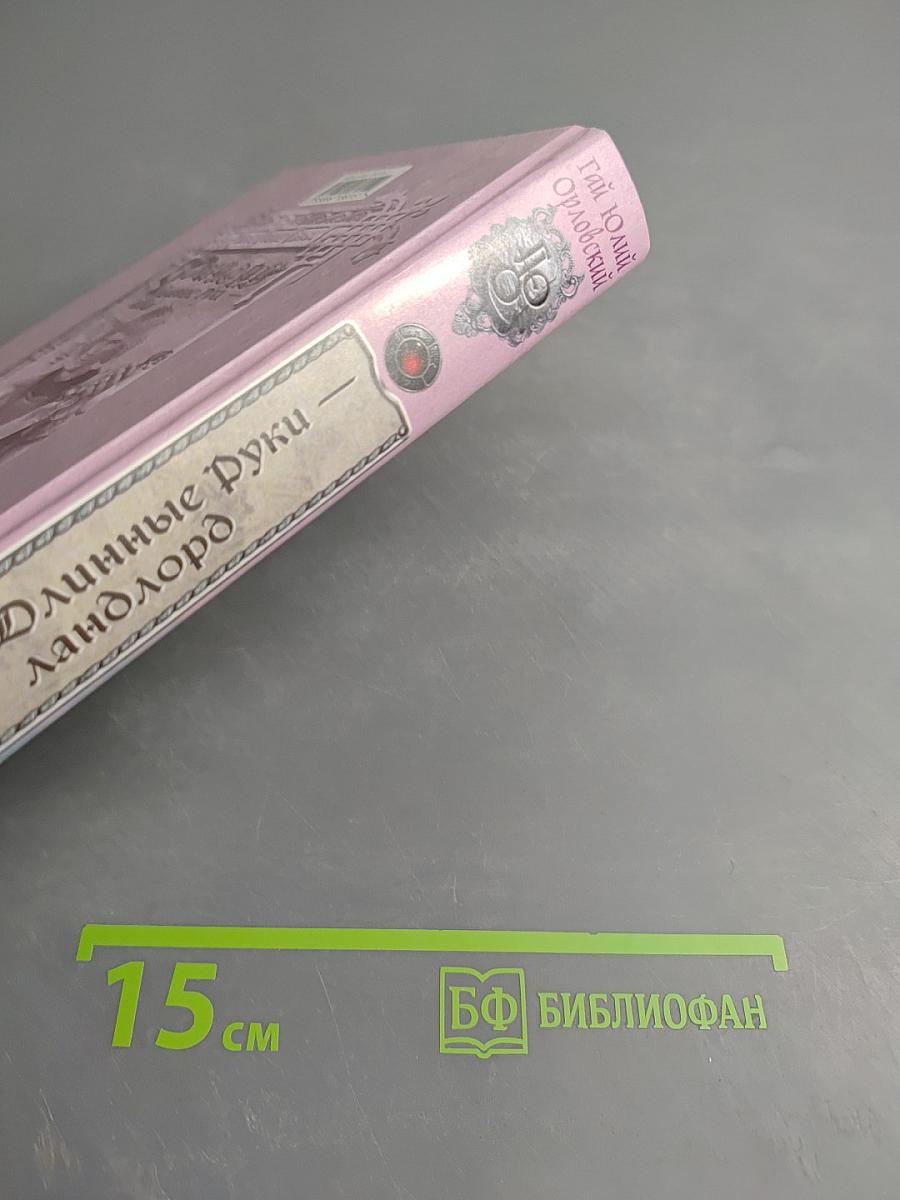 Гай Юлий
Орловский
Длинные Руки —
ландлорд
15 см
БФ БИБЛИОФАН